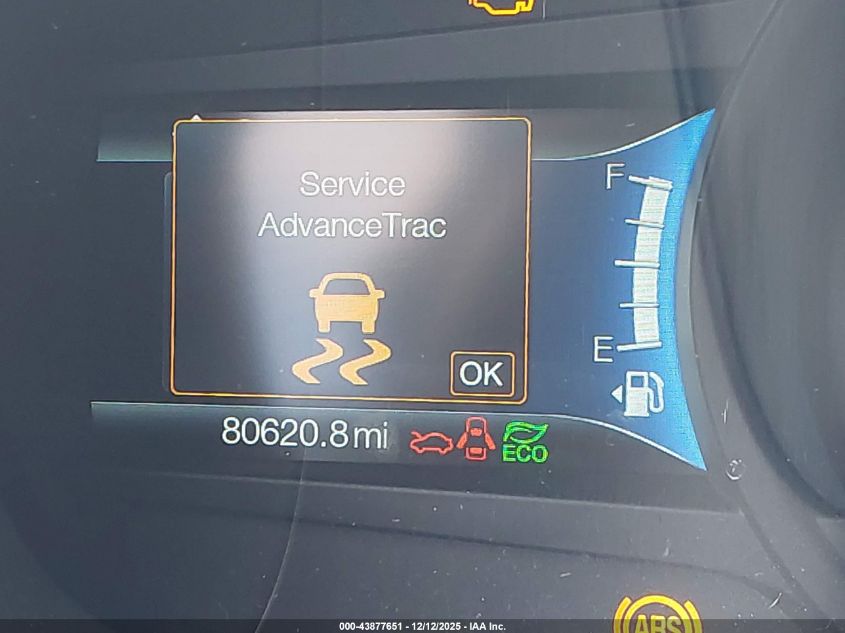 Service
AdvanceTrac
OK
F
E
80620.8mi
ECO
ABS
000-43877651 - 12/12/2025 - IAA Inc.